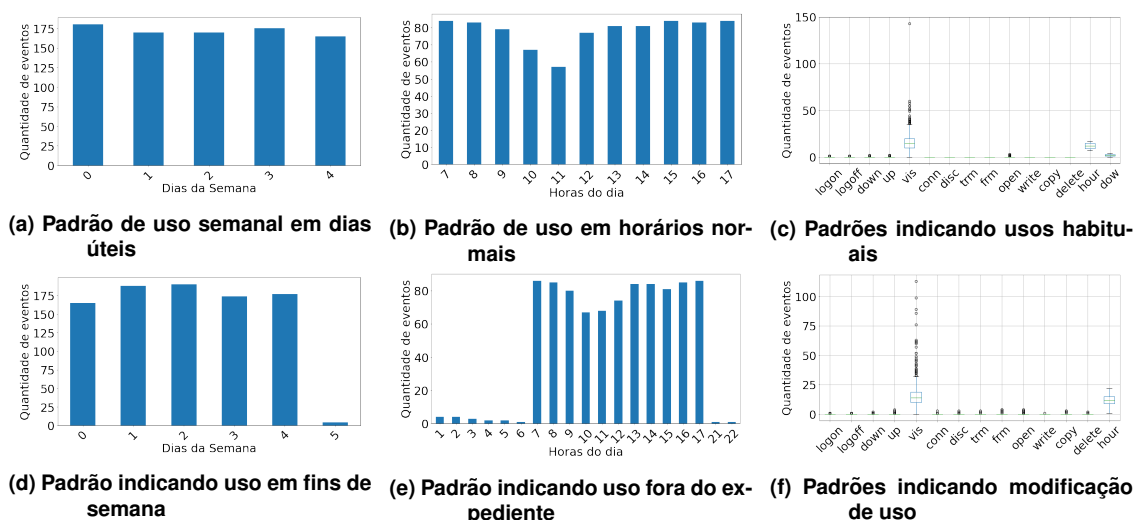 Quantidade de eventos
175
150
125
100
75
50
25
0
0 1 2 3 4
Dias da Semana
(a) Padrão de uso semanal em dias
úteis
Quantidade de eventos
80
70
60
50
40
30
20
10
0
7 8 9 10 11 12 13 14 15 16 17
Horas do dia
(b) Padrão de uso em horários nor-
mais
Quantidade de eventos
150
100
50
0
logon logoff down up vis conn disc trm frm open write copy delete hour dow
(c) Padrões indicando usos habitu-
ais
Quantidade de eventos
175
150
125
100
75
50
25
0
0 1 2 3 4 5
Dias da Semana
(d) Padrão indicando uso em fins de
semana
Quantidade de eventos
80
60
40
20
0
1 2 3 4 5 6 7 8 9 10 11 12 13 14 15 16 17 21 22
Horas do dia
(e) Padrão indicando uso fora do ex-
pediente
Quantidade de eventos
100
75
50
25
0
logon logoff down up vis conn disc trm frm open write copy delete hour
(f) Padrões indicando modificação
de uso